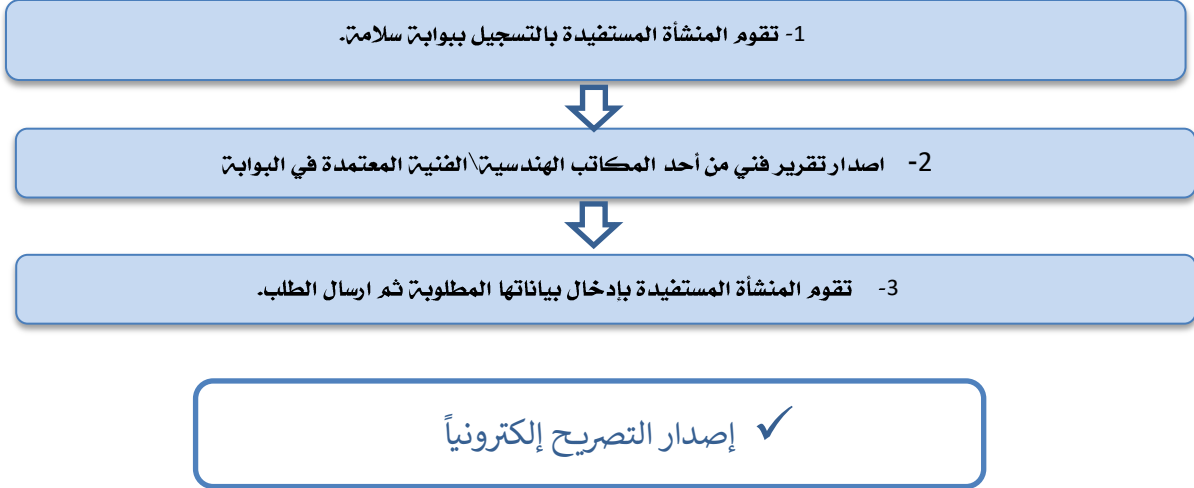 1- تقوم المنشأة المستفيدة بالتسجيل ببوابة سلامة.
2- اصدار تقرير فني من أحد المكاتب الهندسية\الفنية المعتمدة في البوابة
3- تقوم المنشأة المستفيدة بإدخال بياناتها المطلوبة ثم ارسال الطلب.
✓ إصدار التصريح إلكترونياً